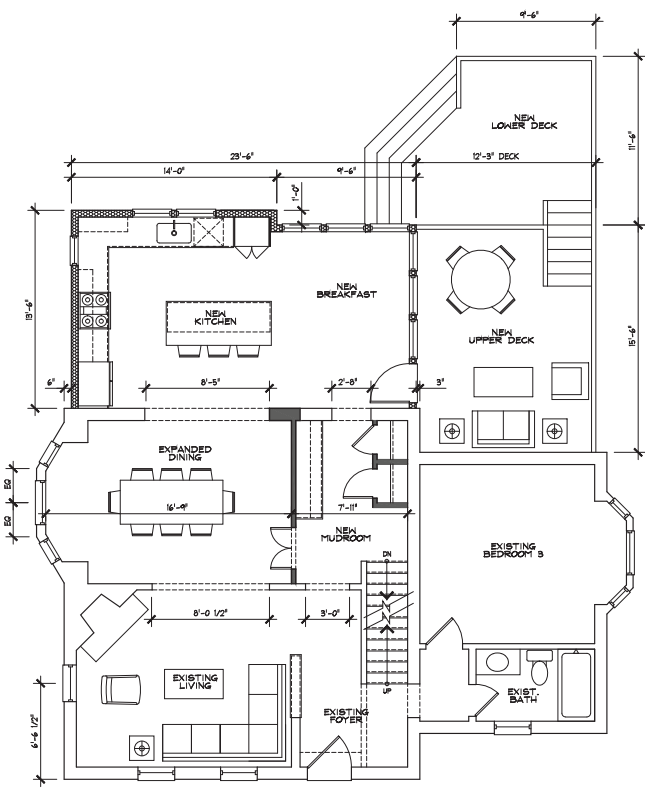 9'-6"
NEW
LOWER DECK
11'-6"
23'-6"
12'-3" DECK
14'-0"
9'-6"
1'-0"
13'-6"
NEW
BREAKFAST
NEW
KITCHEN
NEW
UPPER DECK
15'-6"
6"
8'-5"
2'-8"
3"
EXPANDED
DINING
EQ
EQ
16'-9"
7'-11"
NEW
MUDROOM
EXISTING
BEDROOM 3
DN
8'-0 1/2"
3'-0"
EXISTING
LIVING
UP
EXIST.
BATH
EXISTING
FOYER
6'-6 1/2"